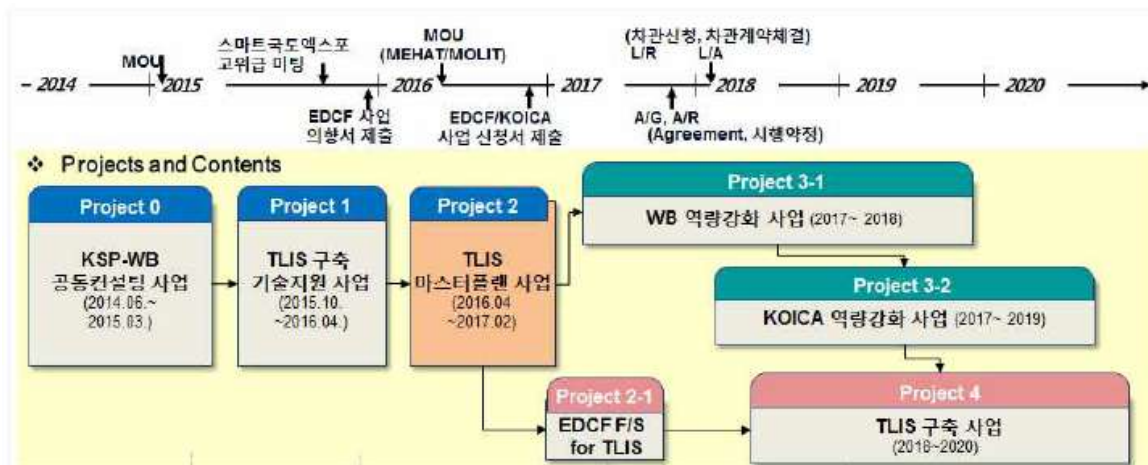 MOU
스마트국토엑스포
고위급 미팅
MOU
(MEHAT/MOLIT)
(차관신청, 차관계약체결)
L/R L/A
2014 2015 2016 2017 2018 2019 2020
EDCF 사업
의향서 제출
EDCF/KOICA
사업 신청서 제출
A/G, A/R
(Agreement, 시행약정)
❖ Projects and Contents
Project 0
KSP-WB
공동컨설팅 사업
(2014.06.~
2015.03.)
Project 1
TLIS 구축
기술지원 사업
(2015.10.
~2016.04.)
Project 2
TLIS
마스터플랜 사업
(2016.04
~2017.02)
Project 3-1
WB 역량강화 사업 (2017~ 2018)
Project 3-2
KOICA 역량강화 사업 (2017~ 2019)
Project 2-1
EDCF F/S
for TLIS
Project 4
TLIS 구축 사업
(2018~2020)